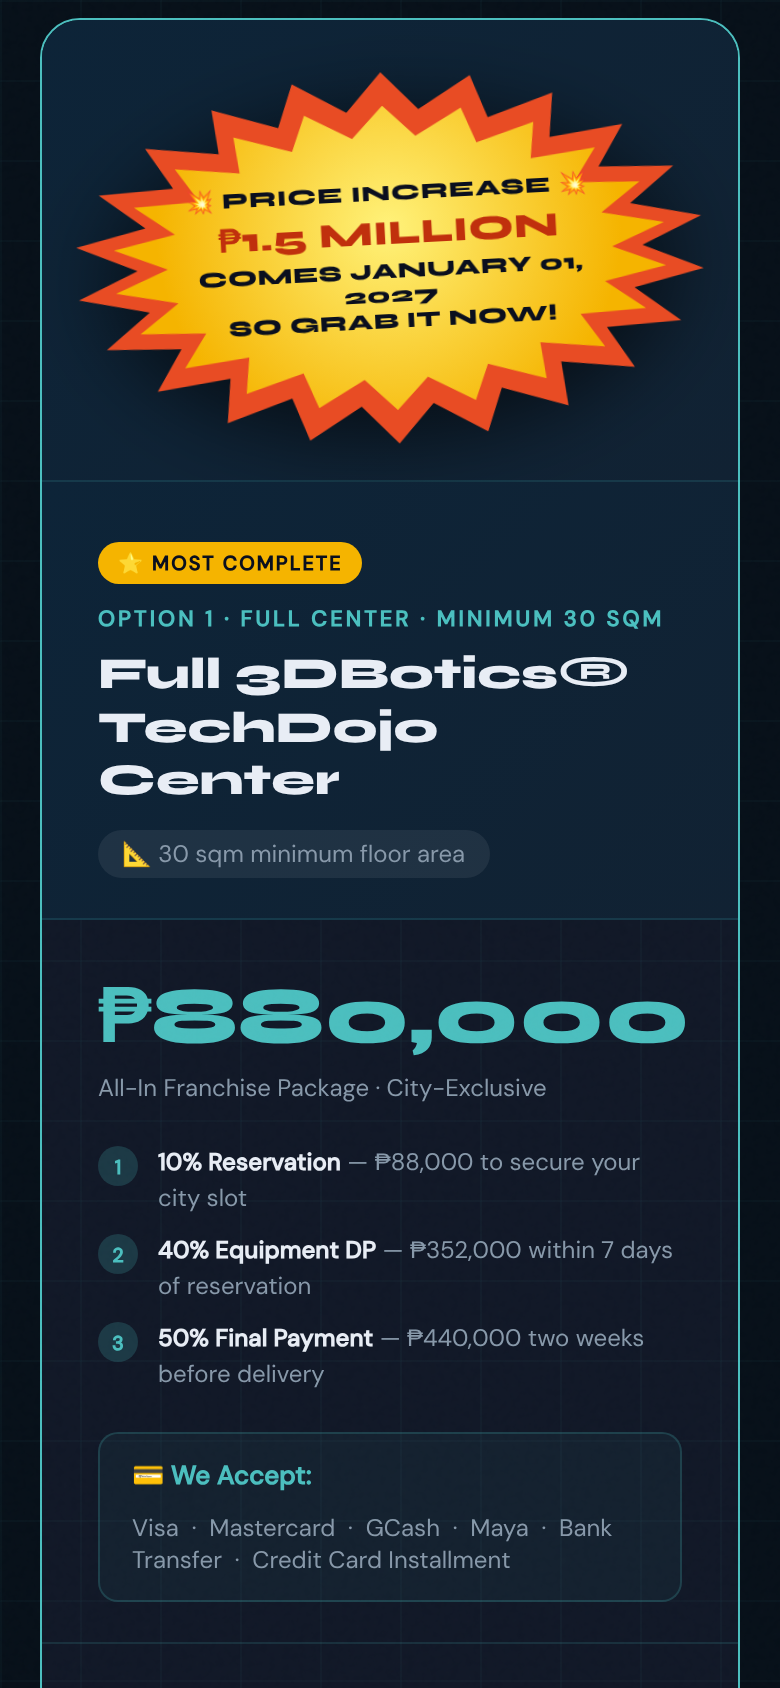 💥 PRICE INCREASE 💥
₱1.5 MILLION
COMES JANUARY 01,
2027
SO GRAB IT NOW!
⭐ MOST COMPLETE
OPTION 1 · FULL CENTER · MINIMUM 30 SQM
Full 3DBotics®
TechDojo
Center
📐 30 sqm minimum floor area
₱880,000
All-In Franchise Package · City-Exclusive
1 10% Reservation — ₱88,000 to secure your
city slot
2 40% Equipment DP — ₱352,000 within 7 days
of reservation
3 50% Final Payment — ₱440,000 two weeks
before delivery
💳 We Accept:
Visa · Mastercard · GCash · Maya · Bank
Transfer · Credit Card Installment